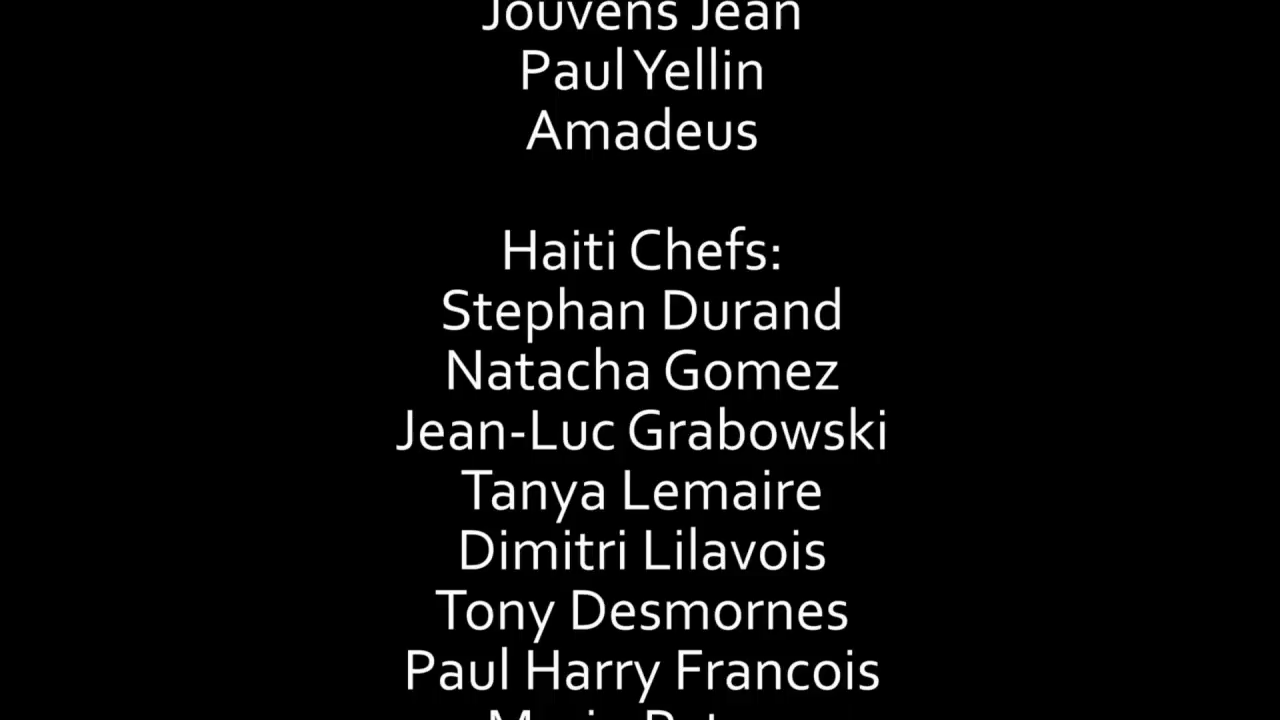 Jouvens Jean
Paul Yellin
Amadeus
Haiti Chefs:
Stephan Durand
Natacha Gomez
Jean-Luc Grabowski
Tanya Lemaire
Dimitri Lilavois
Tony Desmornes
Paul Harry Francois